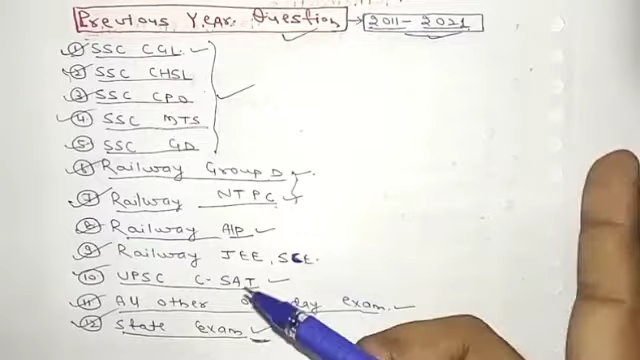 Previous Year Question → 2011-2021
① SSC CGL
② SSC CHSL
③ SSC CPO
④ SSC MTS
⑤ SSC GD
⑥ Railway Group D
⑦ Railway NTPC
⑧ Railway Alp
⑨ Railway JEE, SSE.
⑩ UPSC C-SAT
⑪ All other day exam
⑫ State exam